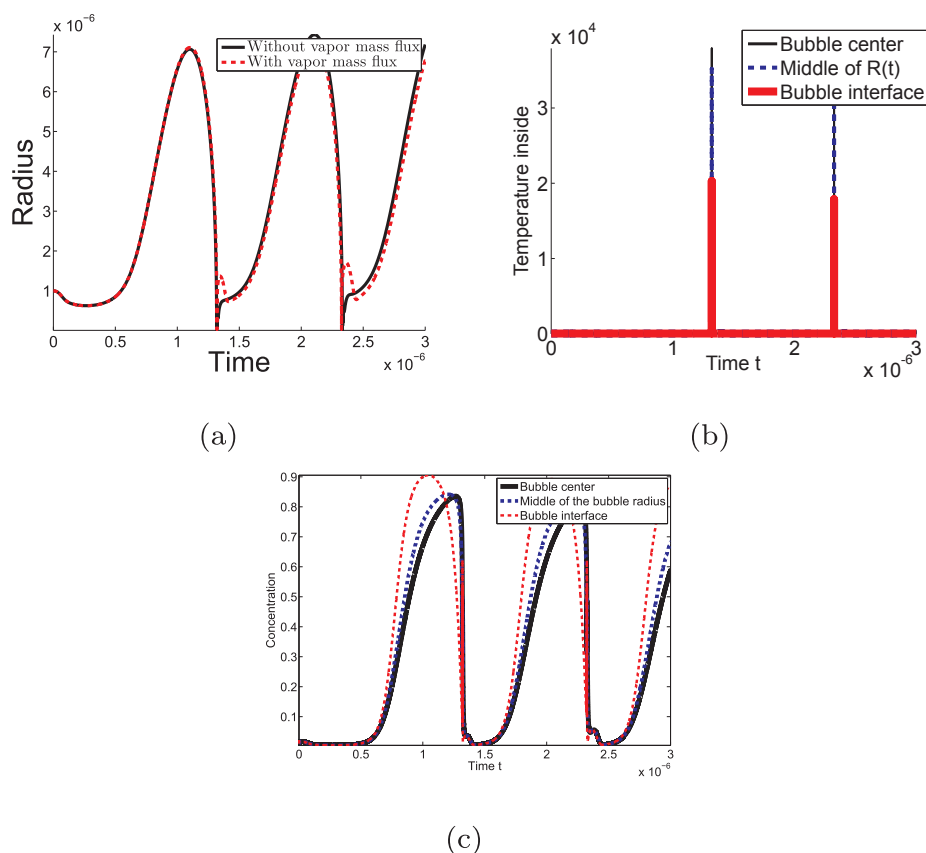 x 10⁻⁶
7
6
5
4
3
2
1
Radius
Without vapor mass flux
With vapor mass flux
0
0.5
1
1.5
2
2.5
3
Time
x 10⁻⁶
(a)
x 10⁴
3
2
1
0
Temperature inside
Bubble center
Middle of R(t)
Bubble interface
0
1
2
3
Time t
x 10⁻⁶
(b)
0.9
0.8
0.7
0.6
0.5
0.4
0.3
0.2
0.1
Concentration
Bubble center
Middle of the bubble radius
Bubble interface
0
0.5
1
1.5
2
2.5
3
Time t
x 10⁻⁶
(c)